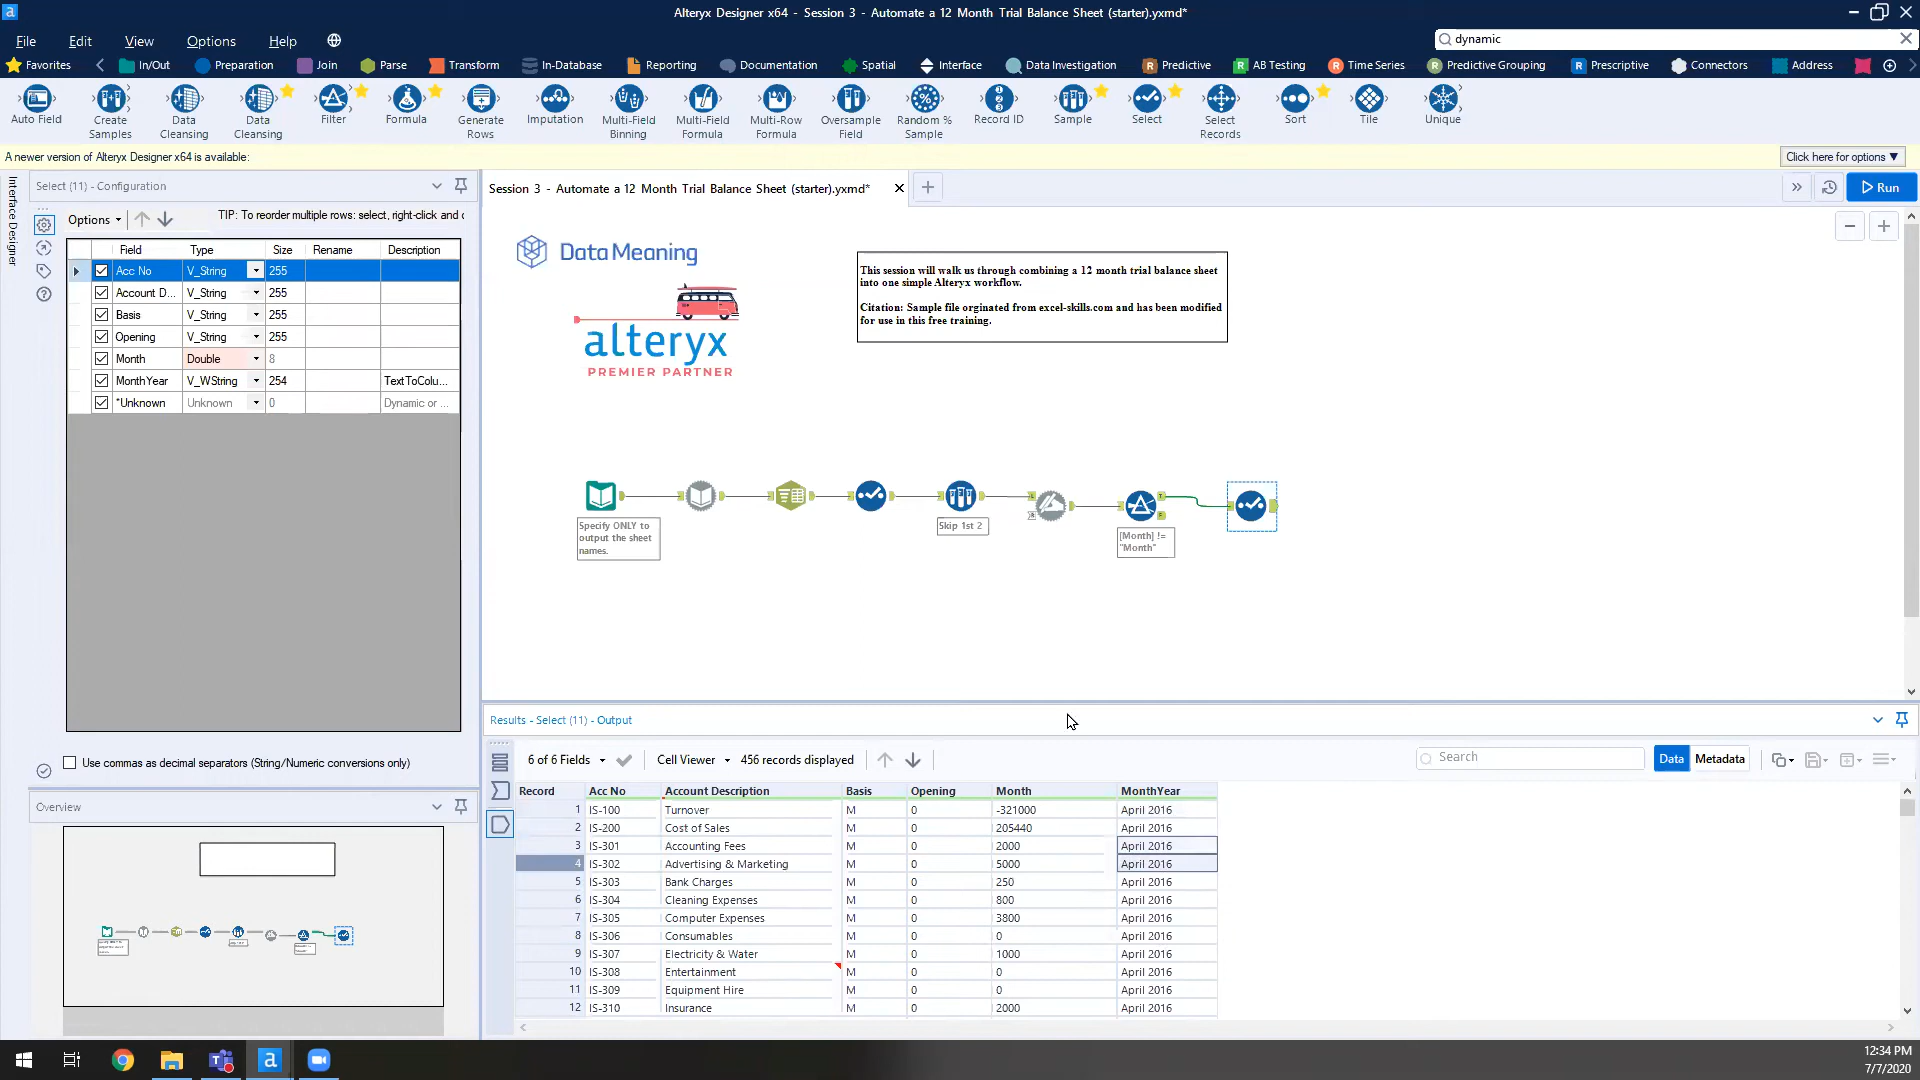 Alteryx Designer x64 - Session 3 - Automate a 12 Month Trial Balance Sheet (starter).yxmd*
File Edit View Options Help
dynamic
Favorites In/Out Preparation Join Parse Transform In-Database Reporting Documentation Spatial Interface Data Investigation Predictive AB Testing Time Series Predictive Grouping Prescriptive Connectors Address
Auto Field
Create Samples
Data Cleansing
Data Cleansing
Filter
Formula
Generate Rows
Imputation
Multi-Field Binning
Multi-Field Formula
Multi-Row Formula
Oversample Field
Random % Sample
Record ID
Sample
Select
Select Records
Sort
Tile
Unique
A newer version of Alteryx Designer x64 is available:
Click here for options ▼
Interface Designer
Select (11) - Configuration
Session 3 - Automate a 12 Month Trial Balance Sheet (starter).yxmd*
Run
Options
TIP: To reorder multiple rows: select, right-click and
Field Type Size Rename Description
Acc No V_String 255
Account D... V_String 255
Basis V_String 255
Opening V_String 255
Month Double 8
MonthYear V_WString 254 TextToColu...
*Unknown Unknown 0 Dynamic or ...
Use commas as decimal separators (String/Numeric conversions only)
Overview
Data Meaning
alteryx
PREMIER PARTNER
This session will walk us through combining a 12 month trial balance sheet
into one simple Alteryx workflow.
Citation: Sample file orginated from excel-skills.com and has been modified
for use in this free training.
Specify ONLY to
output the sheet
names.
Skip 1st 2
[Month] !=
"Month"
Results - Select (11) - Output
6 of 6 Fields Cell Viewer 456 records displayed
Search
Data Metadata
Record Acc No Account Description Basis Opening Month MonthYear
1 IS-100 Turnover M 0 -321000 April 2016
2 IS-200 Cost of Sales M 0 205440 April 2016
3 IS-301 Accounting Fees M 0 2000 April 2016
4 IS-302 Advertising & Marketing M 0 5000 April 2016
5 IS-303 Bank Charges M 0 250 April 2016
6 IS-304 Cleaning Expenses M 0 800 April 2016
7 IS-305 Computer Expenses M 0 3800 April 2016
8 IS-306 Consumables M 0 0 April 2016
9 IS-307 Electricity & Water M 0 1000 April 2016
10 IS-308 Entertainment M 0 0 April 2016
11 IS-309 Equipment Hire M 0 0 April 2016
12 IS-310 Insurance M 0 2000 April 2016
12:34 PM
7/7/2020